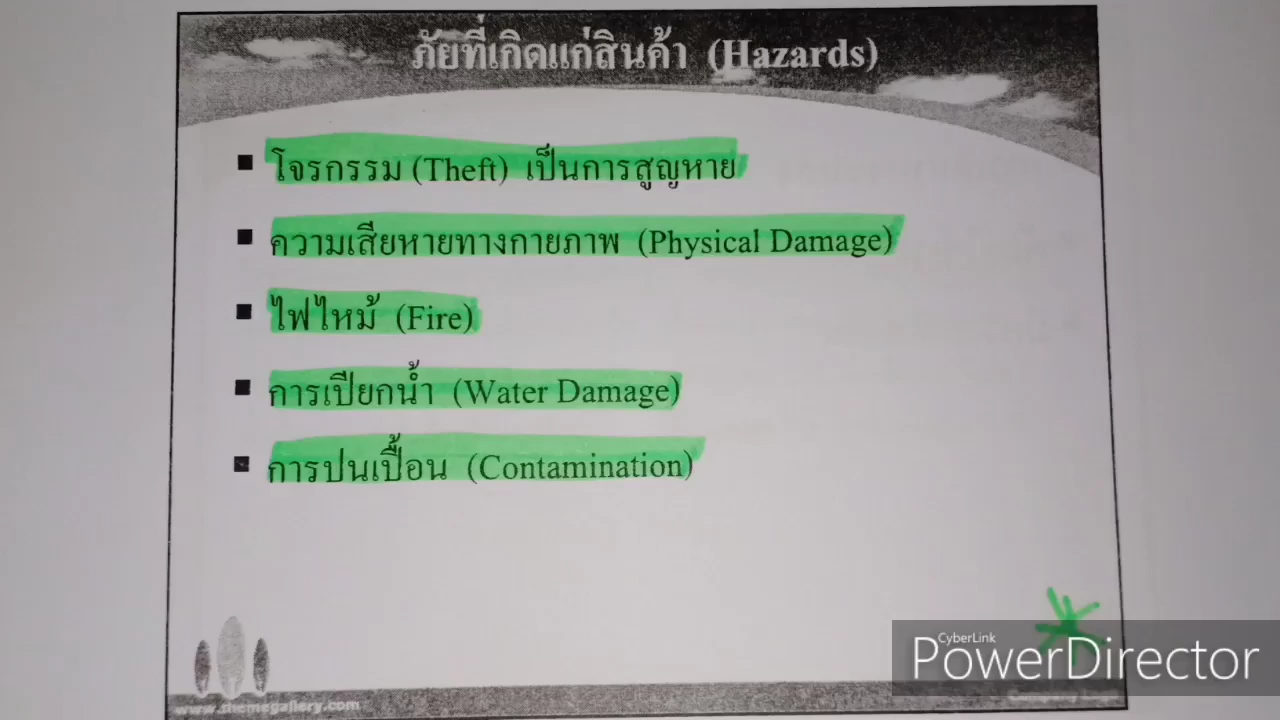 ภัยที่เกิดแก่สินค้า (Hazards)
▪ โจรกรรม (Theft) เป็นการสูญหาย
▪ ความเสียหายทางกายภาพ (Physical Damage)
▪ ไฟไหม้ (Fire)
▪ การเปียกน้ำ (Water Damage)
▪ การปนเปื้อน (Contamination)
www.themegallery.com
CyberLink
PowerDirector